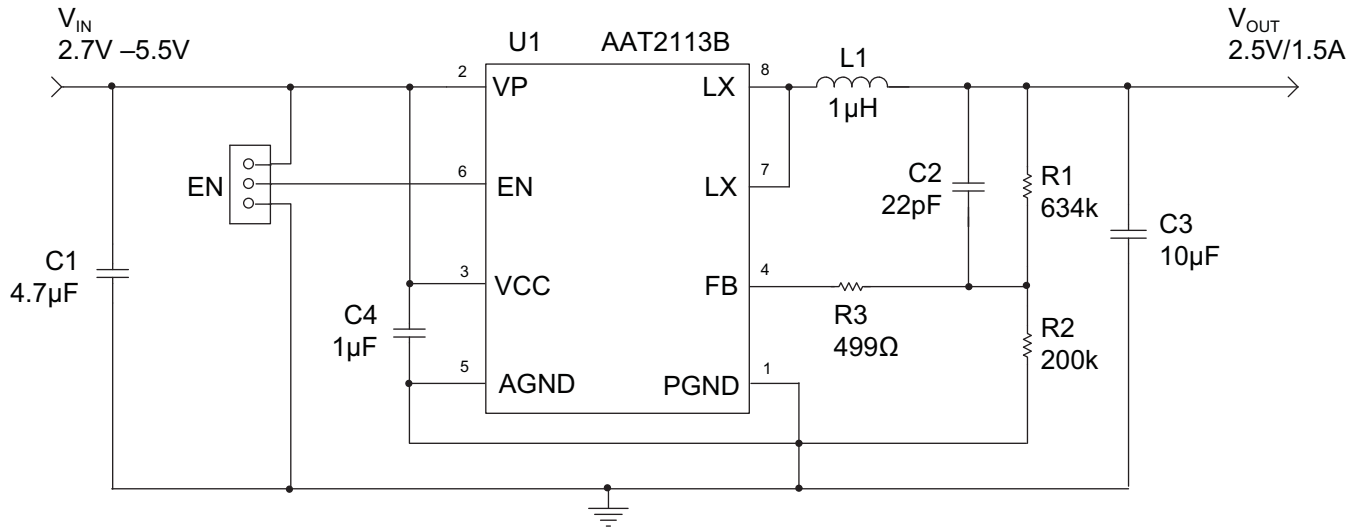 V_IN
2.7V –5.5V
U1
AAT2113B
L1
1µH
V_OUT
2.5V/1.5A
2
VP
LX
8
6
EN
LX
7
EN
C2
22pF
R1
634k
C1
4.7µF
3
VCC
FB
4
C3
10µF
C4
1µF
R3
499Ω
R2
200k
5
AGND
PGND
1